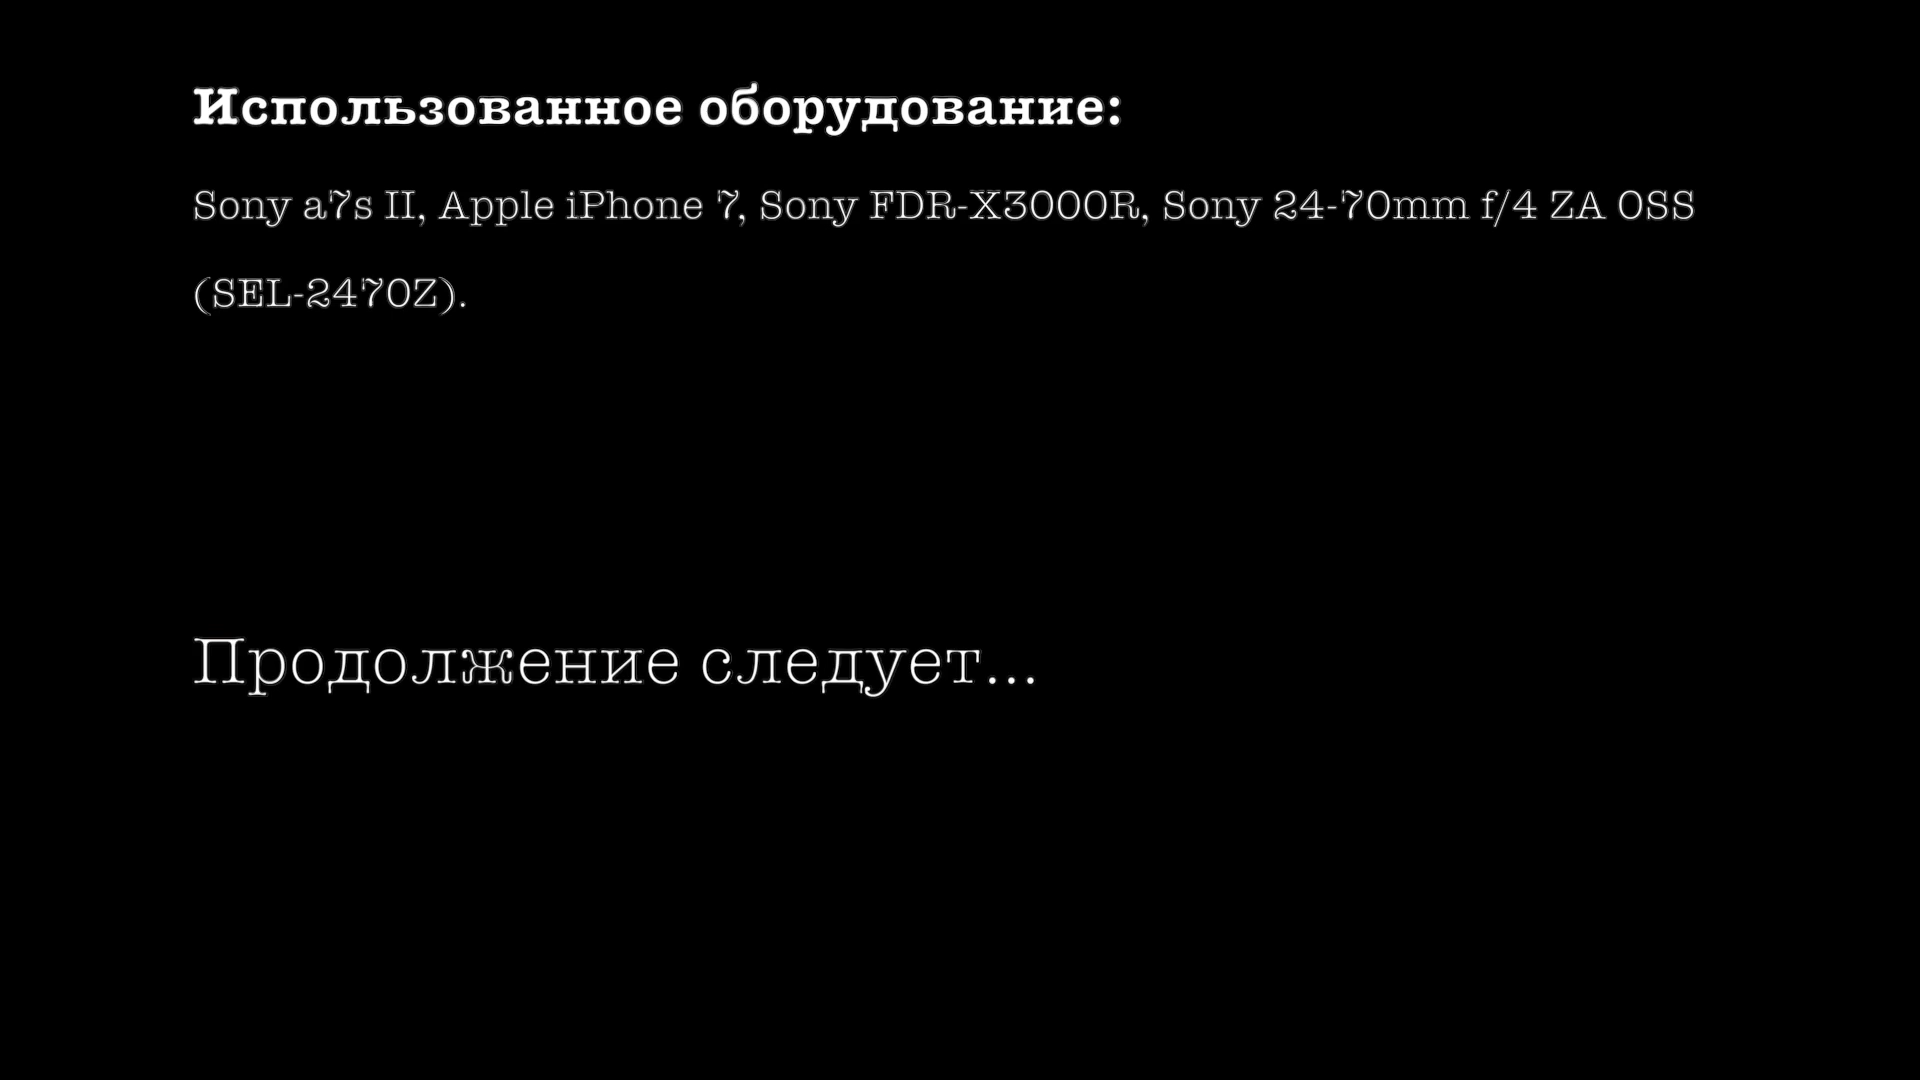 Использованное оборудование:
Sony a7s II, Apple iPhone 7, Sony FDR-X3000R, Sony 24-70mm f/4 ZA OSS
(SEL-2470Z).
Продолжение следует...